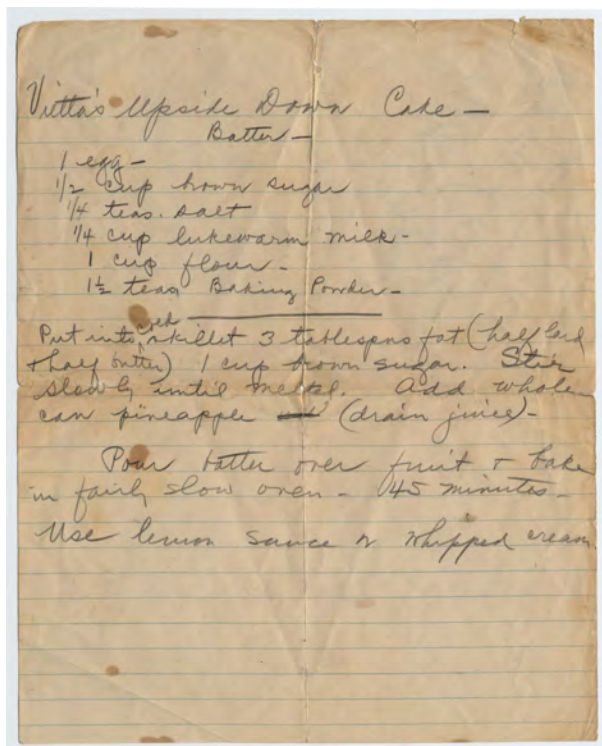 Vietta's Upside Down Cake —
Batter —
1 egg —
1/2 cup brown sugar
1/4 teas. salt
1/4 cup lukewarm milk -
1 cup flour -
1 1/2 teas Baking Powder -
Put into skillet 3 tablespns fat (half lard
+ half butter) 1 cup brown sugar. Stir
slowly until melted. Add whole
can pineapple (drain juice) -
Pour batter over fruit + bake
in fairly slow oven - 45 minutes -
Use lemon sauce or whipped cream